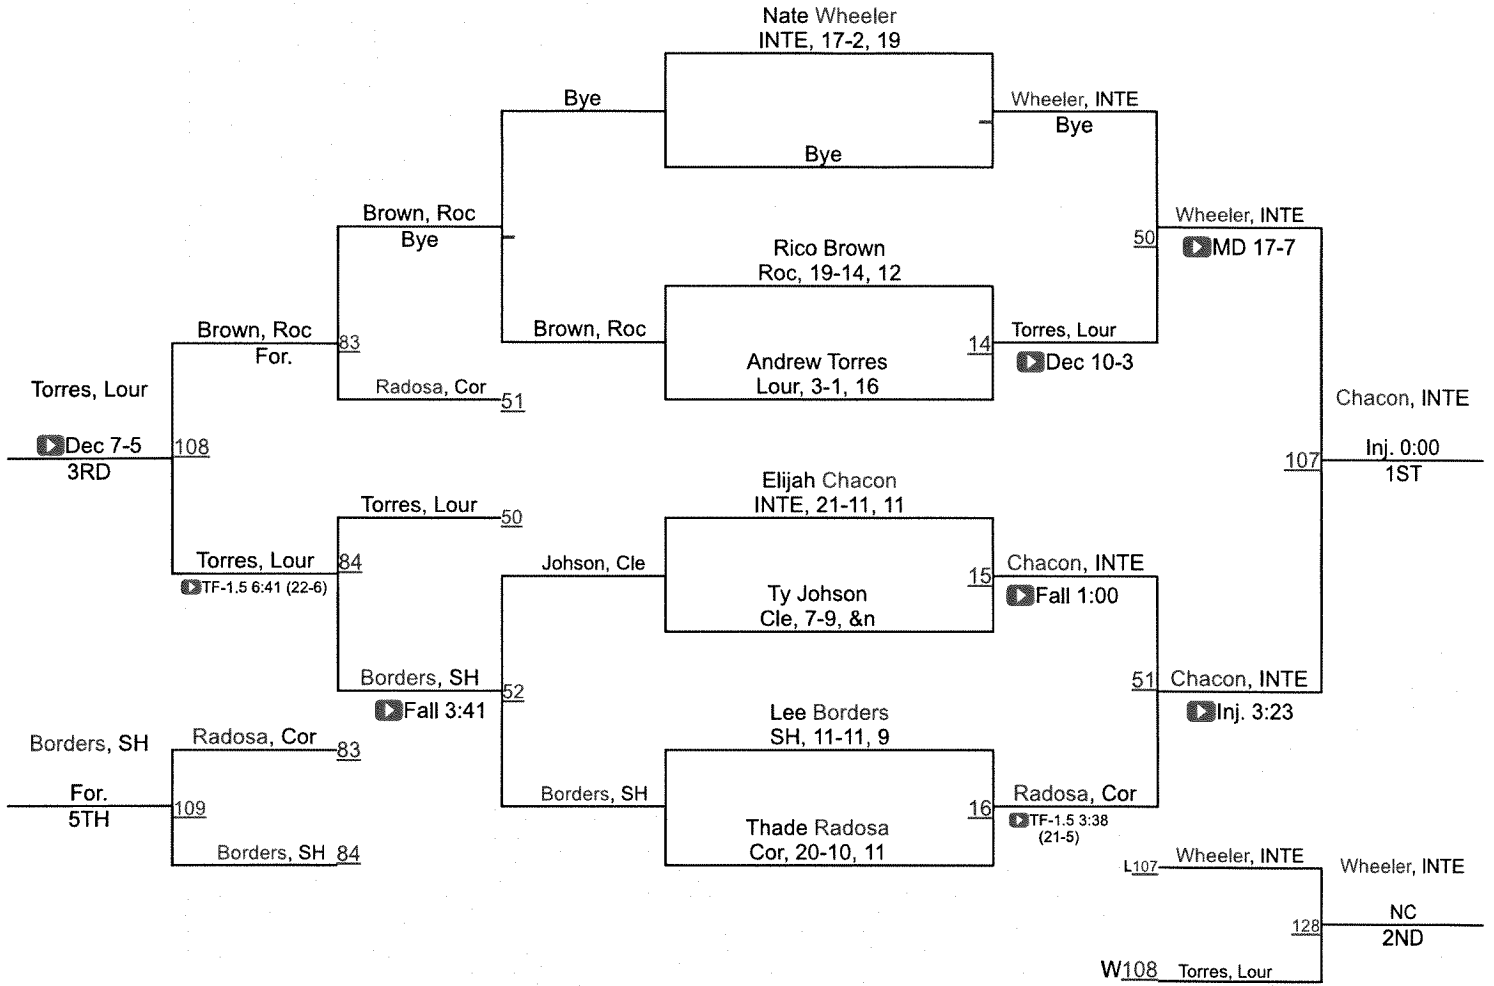 Nate Wheeler
INTE, 17-2, 19
Bye
Wheeler, INTE
Bye
Bye
Brown, Roc
Bye
Wheeler, INTE
50
MD 17-7
Rico Brown
Roc, 19-14, 12
Brown, Roc
For.
83
Brown, Roc
14
Torres, Lour
Dec 10-3
Andrew Torres
Lour, 3-1, 16
Radosa, Cor
51
Torres, Lour
Dec 7-5
3RD
108
Chacon, INTE
107
Inj. 0:00
1ST
Elijah Chacon
INTE, 21-11, 11
Torres, Lour
50
Torres, Lour
84
TF-1.5 6:41 (22-6)
Johson, Cle
15
Chacon, INTE
Fall 1:00
Ty Johson
Cle, 7-9, &n
Borders, SH
52
Fall 3:41
51
Chacon, INTE
Inj. 3:23
Lee Borders
SH, 11-11, 9
Borders, SH
Radosa, Cor
83
For.
5TH
109
Borders, SH
84
Borders, SH
16
Radosa, Cor
TF-1.5 3:38
(21-5)
Thade Radosa
Cor, 20-10, 11
L107
Wheeler, INTE
Wheeler, INTE
128
NC
2ND
W108
Torres, Lour